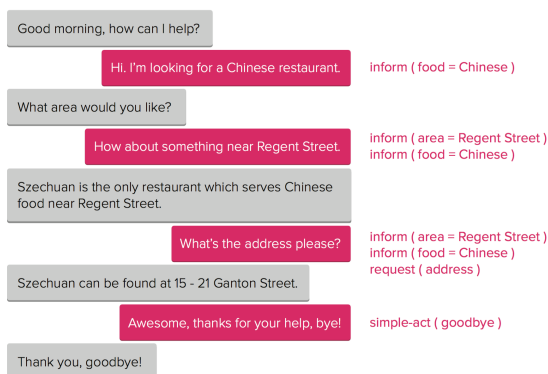 Good morning, how can I help?
Hi. I'm looking for a Chinese restaurant.
inform ( food = Chinese )
What area would you like?
How about something near Regent Street.
inform ( area = Regent Street )
inform ( food = Chinese )
Szechuan is the only restaurant which serves Chinese
food near Regent Street.
What's the address please?
inform ( area = Regent Street )
inform ( food = Chinese )
request ( address )
Szechuan can be found at 15 - 21 Ganton Street.
Awesome, thanks for your help, bye!
simple-act ( goodbye )
Thank you, goodbye!